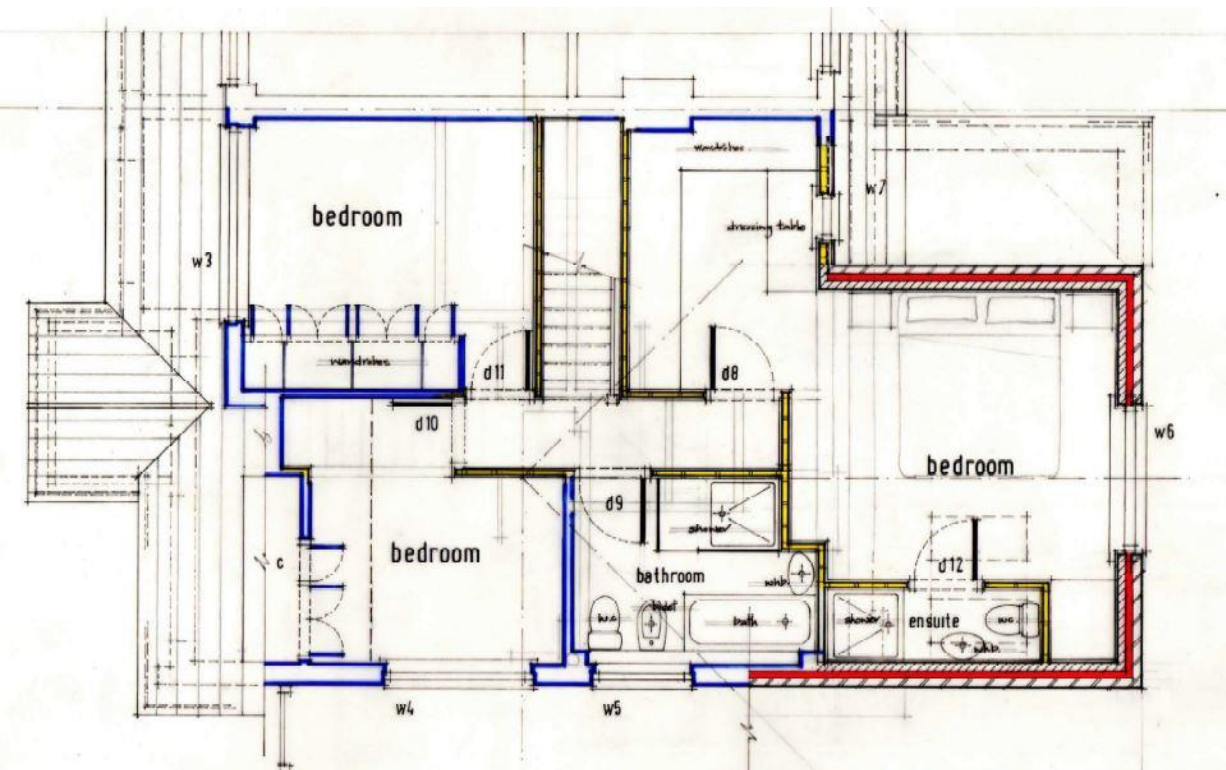 wardrobes
w7
bedroom
dressing table
w3
wardrobes
d11
d8
d10
w6
bedroom
d9
shower
bedroom
c
bathroom
whb.
d12
w.c
bidet
bath
shower
ensuite
wc
whb.
w4
w5